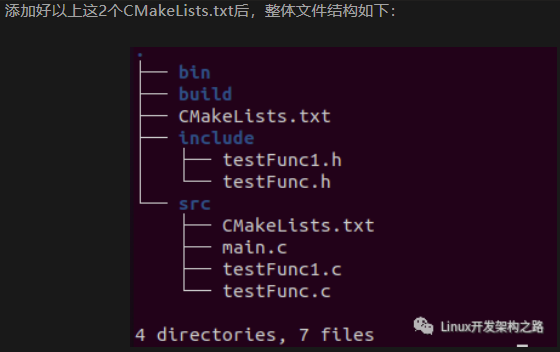 添加好以上这2个CMakeLists.txt后，整体文件结构如下：
.
├── bin
├── build
├── CMakeLists.txt
├── include
│   ├── testFunc1.h
│   └── testFunc.h
└── src
    ├── CMakeLists.txt
    ├── main.c
    ├── testFunc1.c
    └── testFunc.c
4 directories, 7 files
Linux开发架构之路